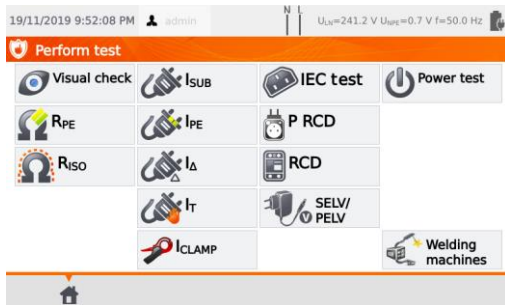 19/11/2019 9:52:08 PM admin N L ULN=241.2 V UNPE=0.7 V f=50.0 Hz
Perform test
Visual check ISUB IEC test Power test
RPE IPE P RCD
RISO IΔ RCD
IT SELV/
PELV
ICLAMP Welding
machines